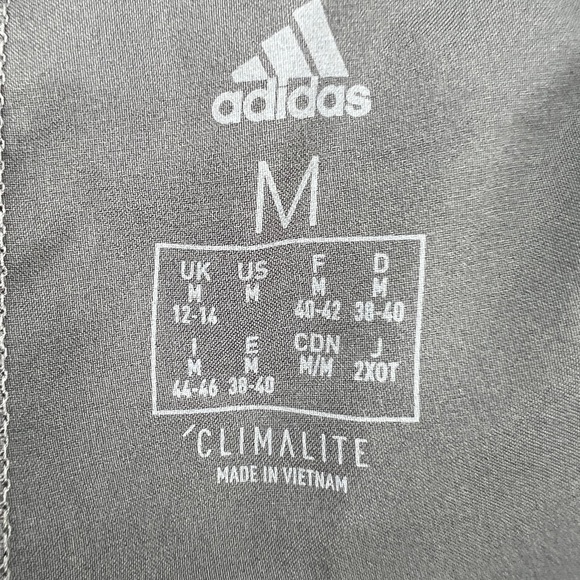 adidas
M
UK US F D
M M M M
12-14 40-42 38-40
I E CDN J
M M M/M 2XOT
44-46 38-40
CLIMALITE
MADE IN VIETNAM